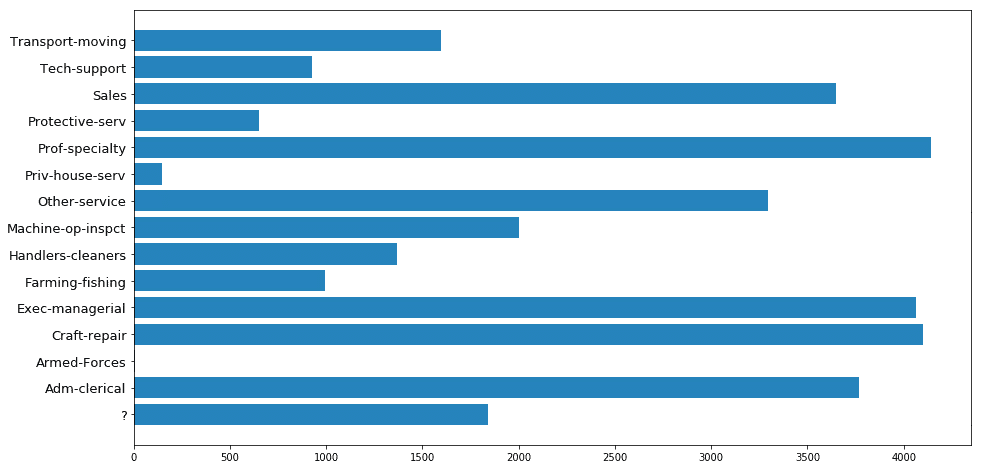 Transport-moving
Tech-support
Sales
Protective-serv
Prof-specialty
Priv-house-serv
Other-service
Machine-op-inspct
Handlers-cleaners
Farming-fishing
Exec-managerial
Craft-repair
Armed-Forces
Adm-clerical
?
0 500 1000 1500 2000 2500 3000 3500 4000